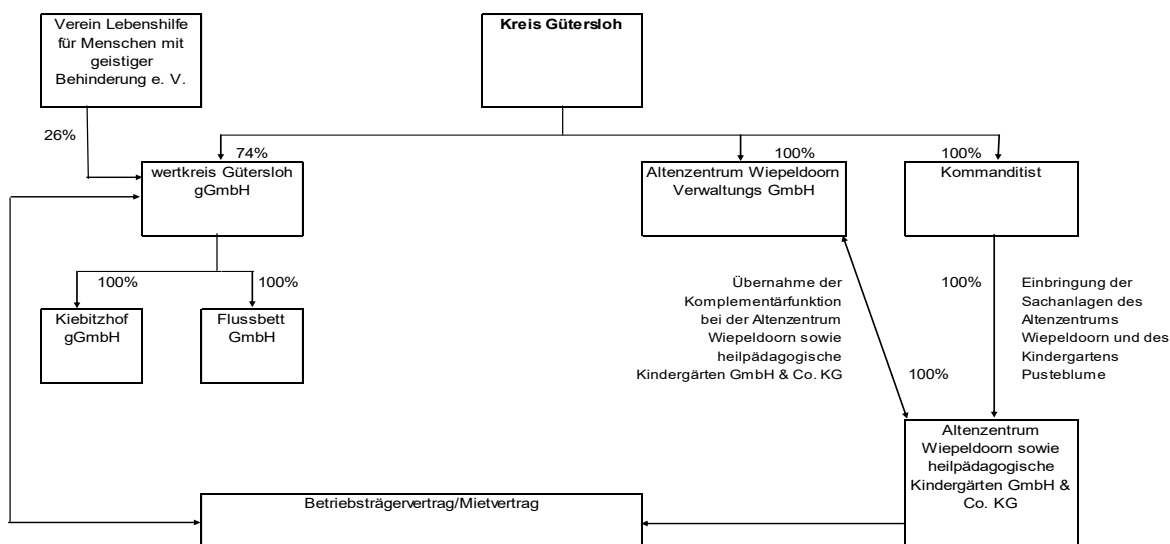 Verein Lebenshilfe
für Menschen mit
geistiger
Behinderung e. V.
Kreis Gütersloh
26%
74%
100%
100%
wertkreis Gütersloh
gGmbH
Altenzentrum Wiepeldoorn
Verwaltungs GmbH
Kommanditist
100%
100%
Kiebitzhof
gGmbH
Flussbett
GmbH
Übernahme der
Komplementärfunktion
bei der Altenzentrum
Wiepeldoorn sowie
heilpädagogische
Kindergärten GmbH & Co. KG
100%
100%
Einbringung der
Sachanlagen des
Altenzentrums
Wiepeldoorn und des
Kindergartens
Pusteblume
Altenzentrum
Wiepeldoorn sowie
heilpädagogische
Kindergärten GmbH &
Co. KG
Betriebsträgervertrag/Mietvertrag